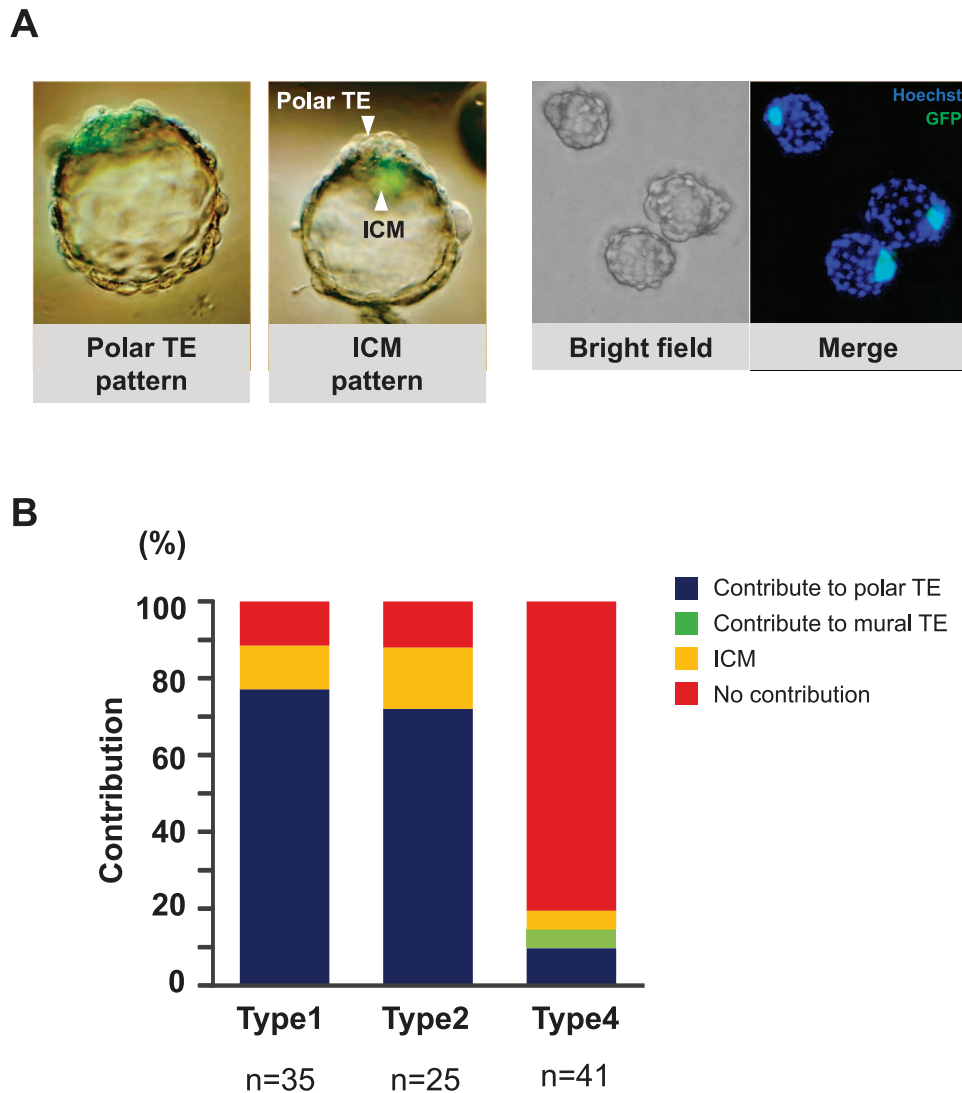 A
Polar TE
ICM
Hoechst
GFP
Polar TE
pattern
ICM
pattern
Bright field
Merge
B
(%)
Contribution
100
80
60
40
20
0
Type1
Type2
Type4
n=35
n=25
n=41
Contribute to polar TE
Contribute to mural TE
ICM
No contribution